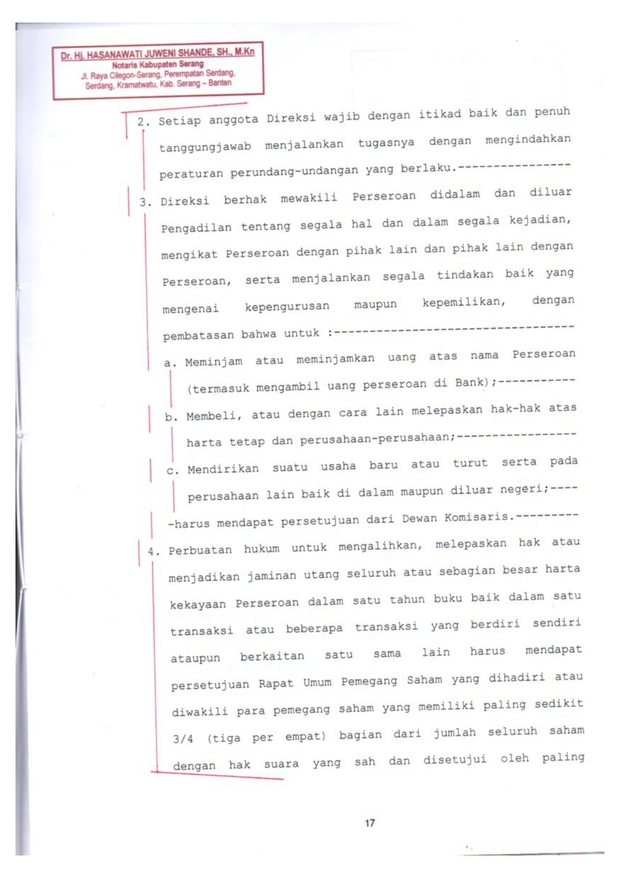 Dr. Hj. HASANAWATI JUWENI SHANDE, SH., M.Kn
Notaris Kabupaten Serang
Jl. Raya Cilegon-Serang, Perempatan Serdang,
Serdang, Kramatwatu, Kab. Serang – Banten
2. Setiap anggota Direksi wajib dengan itikad baik dan penuh
tanggungjawab menjalankan tugasnya dengan mengindahkan
peraturan perundang-undangan yang berlaku.----------------
3. Direksi berhak mewakili Perseroan didalam dan diluar
Pengadilan tentang segala hal dan dalam segala kejadian,
mengikat Perseroan dengan pihak lain dan pihak lain dengan
Perseroan, serta menjalankan segala tindakan baik yang
mengenai kepengurusan maupun kepemilikan, dengan
pembatasan bahwa untuk :----------------------------------
a. Meminjam atau meminjamkan uang atas nama Perseroan
(termasuk mengambil uang perseroan di Bank);-----------
b. Membeli, atau dengan cara lain melepaskan hak-hak atas
harta tetap dan perusahaan-perusahaan;-----------------
c. Mendirikan suatu usaha baru atau turut serta pada
perusahaan lain baik di dalam maupun diluar negeri;----
-harus mendapat persetujuan dari Dewan Komisaris.---------
4. Perbuatan hukum untuk mengalihkan, melepaskan hak atau
menjadikan jaminan utang seluruh atau sebagian besar harta
kekayaan Perseroan dalam satu tahun buku baik dalam satu
transaksi atau beberapa transaksi yang berdiri sendiri
ataupun berkaitan satu sama lain harus mendapat
persetujuan Rapat Umum Pemegang Saham yang dihadiri atau
diwakili para pemegang saham yang memiliki paling sedikit
3/4 (tiga per empat) bagian dari jumlah seluruh saham
dengan hak suara yang sah dan disetujui oleh paling
17